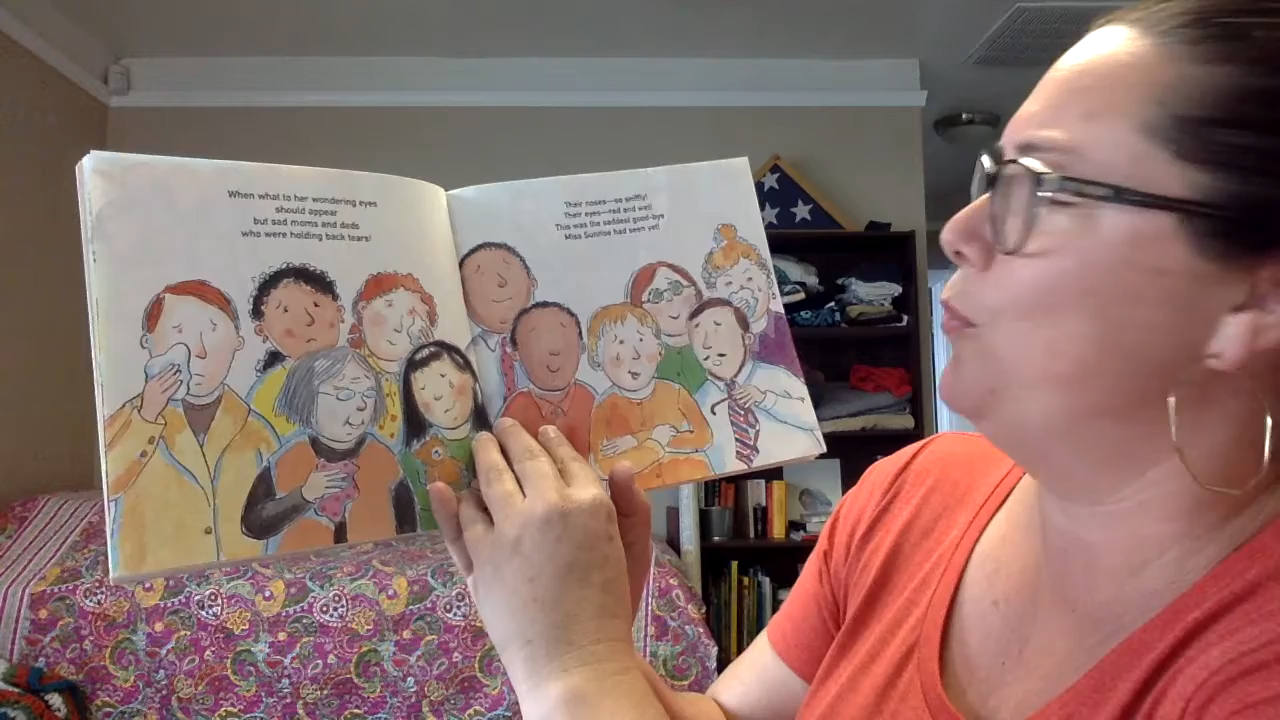 When what to her wondering eyes
should appear
but sad moms and dads
who were holding back tears!
Their noses—so sniffly!
Their eyes—red and wet!
This was the saddest good-bye
Miss Sunrise had seen yet!